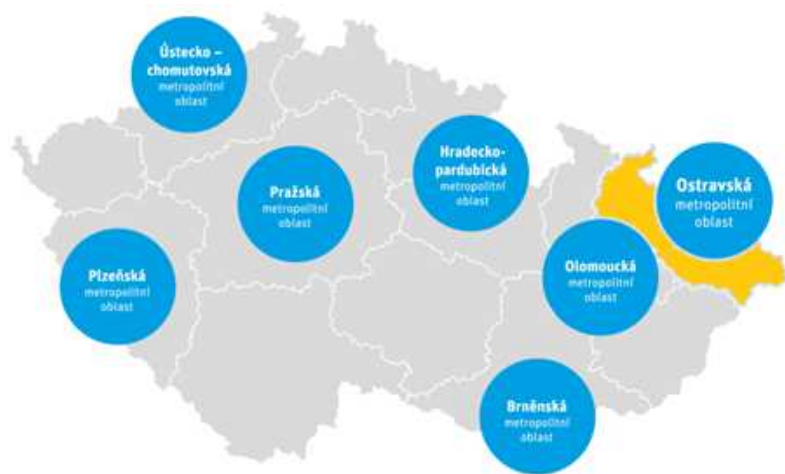 Ústecko –
chomutovská
metropolitní
oblast
Hradecko-
pardubická
metropolitní
oblast
Pražská
metropolitní
oblast
Ostravská
metropolitní
oblast
Plzeňská
metropolitní
oblast
Olomoucká
metropolitní
oblast
Brněnská
metropolitní
oblast